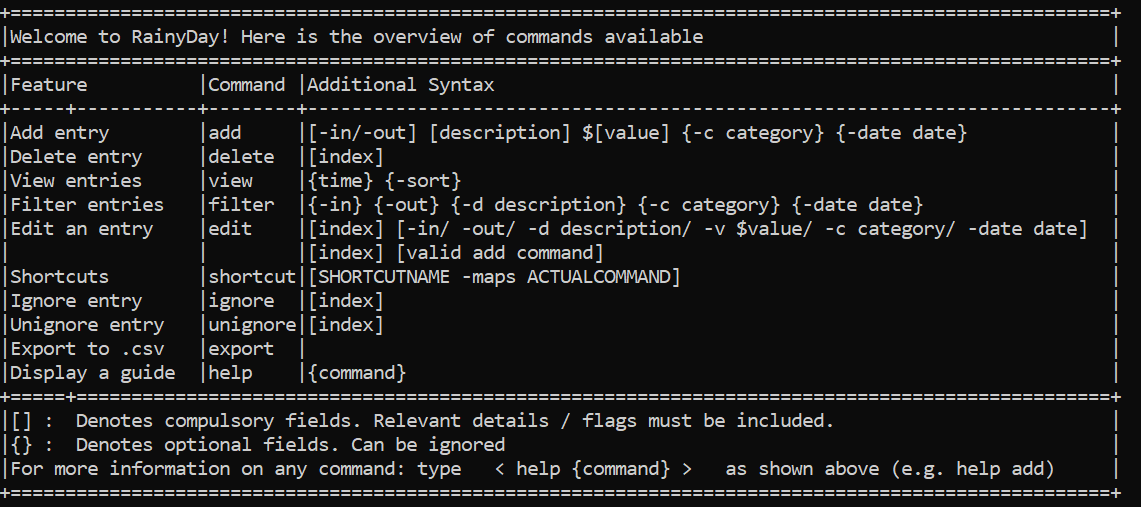 +====================================================================================================+
|Welcome to RainyDay! Here is the overview of commands available                                     |
+====================================================================================================+
|Feature          |Command |Additional Syntax                                                        |
+-----+-----------+--------+-------------------------------------------------------------------------+
|Add entry        |add     |[-in/-out] [description] $[value] {-c category} {-date date}             |
|Delete entry     |delete  |[index]                                                                  |
|View entries     |view    |{time} {-sort}                                                           |
|Filter entries   |filter  |{-in} {-out} {-d description} {-c category} {-date date}                 |
|Edit an entry    |edit    |[index] [-in/ -out/ -d description/ -v $value/ -c category/ -date date]  |
|                 |        |[index] [valid add command]                                              |
|Shortcuts        |shortcut|[SHORTCUTNAME -maps ACTUALCOMMAND]                                       |
|Ignore entry     |ignore  |[index]                                                                  |
|Unignore entry   |unignore|[index]                                                                  |
|Export to .csv   |export  |                                                                         |
|Display a guide  |help    |{command}                                                                |
+=====+==============================================================================================+
|[] :  Denotes compulsory fields. Relevant details / flags must be included.                         |
|{} :  Denotes optional fields. Can be ignored                                                       |
|For more information on any command: type   < help {command} >   as shown above (e.g. help add)     |
+====================================================================================================+